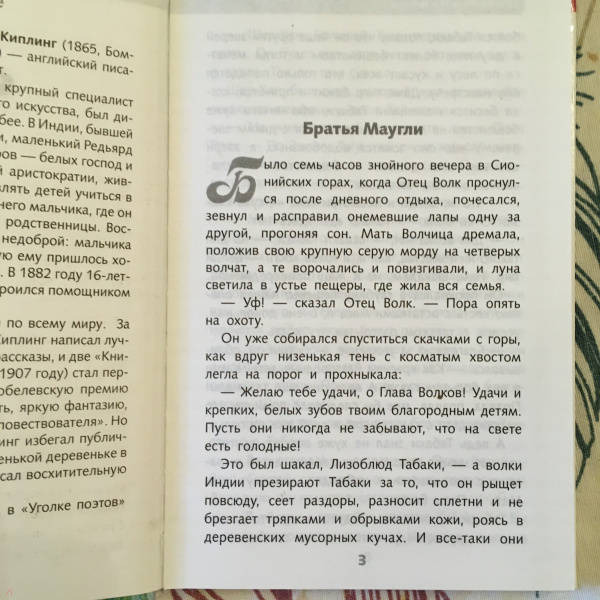 Киплинг (1865, Бом-
— английский писа-
т.
крупный специалист
го искусства, был ди-
бее. В Индии, бывшей
и, маленький Редьярд
ров — белых господ и
й аристократии, жив-
влять детей учиться в
него мальчика, где он
родственницы. Вос-
недоброй: мальчика
ую ему пришлось хо-
. В 1882 году 16-лет-
троился помощником
по всему миру. За
Киплинг написал луч-
рассказы, и две «Кни-
1907 году) стал пер-
обелевскую премию
ть, яркую фантазию,
повествователя». Но
инг избегал публич-
енькой деревеньке в
сал восхитительную
в «Уголке поэтов»
Братья Маугли
Было семь часов знойного вечера в Сио-
нийских горах, когда Отец Волк проснул-
ся после дневного отдыха, почесался,
зевнул и расправил онемевшие лапы одну за
другой, прогоняя сон. Мать Волчица дремала,
положив свою крупную серую морду на четверых
волчат, а те ворочались и повизгивали, и луна
светила в устье пещеры, где жила вся семья.
— Уф! — сказал Отец Волк. — Пора опять
на охоту.
Он уже собирался спуститься скачками с горы,
как вдруг низенькая тень с косматым хвостом
легла на порог и прохныкала:
— Желаю тебе удачи, о Глава Волков! Удачи и
крепких, белых зубов твоим благородным детям.
Пусть они никогда не забывают, что на свете
есть голодные!
Это был шакал, Лизоблюд Табаки, — а волки
Индии презирают Табаки за то, что он рыщет
повсюду, сеет раздоры, разносит сплетни и не
брезгает тряпками и обрывками кожи, роясь в
деревенских мусорных кучах. И все-таки они
3